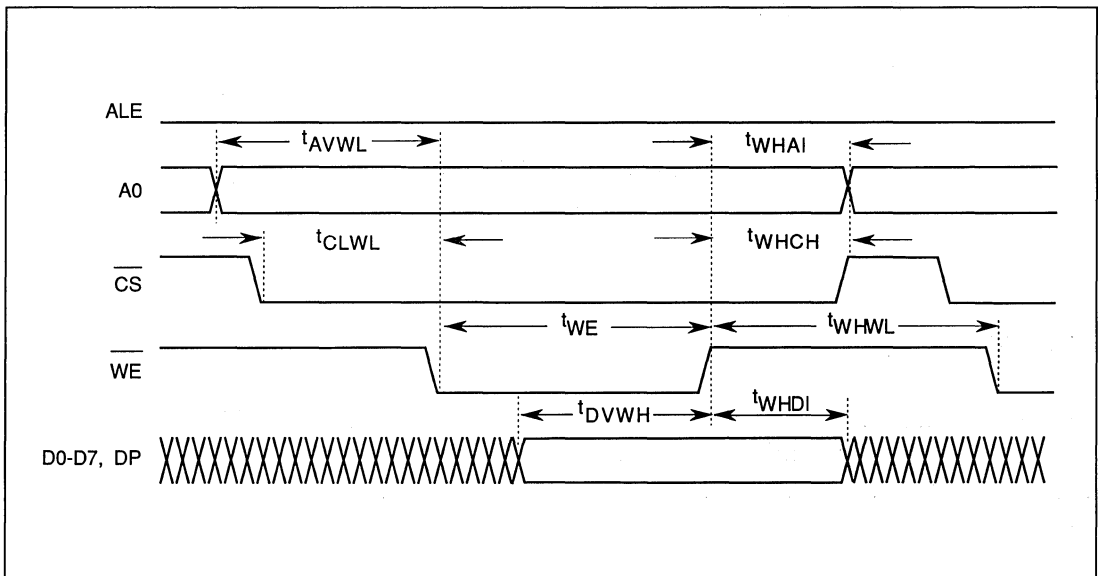 ALE
tAVWL
tWHAI
A0
tCLWL
tWHCH
CS
tWE
tWHWL
WE
tDVWH
tWHDI
D0-D7, DP